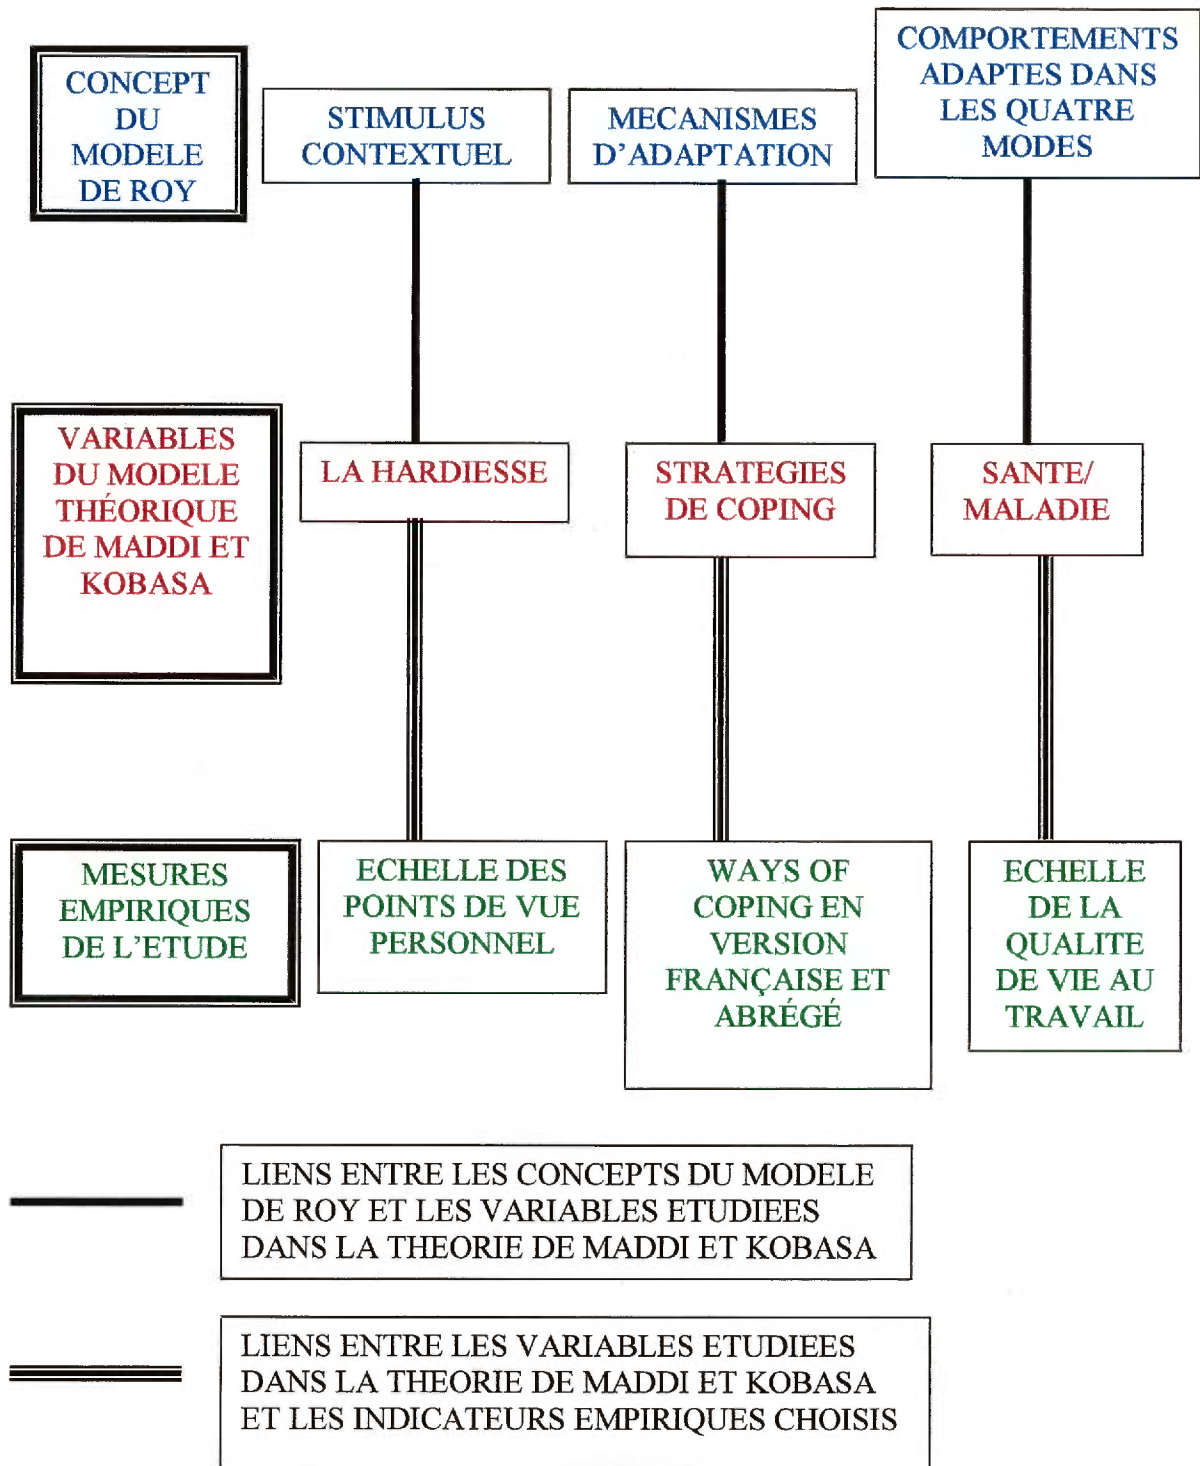 CONCEPT
DU
MODELE
DE ROY
STIMULUS
CONTEXTUEL
MECANISMES
D'ADAPTATION
COMPORTEMENTS
ADAPTES DANS
LES QUATRE
MODES
VARIABLES
DU MODELE
THÉORIQUE
DE MADDI ET
KOBASA
LA HARDIESSE
STRATEGIES
DE COPING
SANTE/
MALADIE
MESURES
EMPIRIQUES
DE L'ETUDE
ECHELLE DES
POINTS DE VUE
PERSONNEL
WAYS OF
COPING EN
VERSION
FRANÇAISE ET
ABRÉGÉ
ECHELLE
DE LA
QUALITE
DE VIE AU
TRAVAIL
LIENS ENTRE LES CONCEPTS DU MODELE
DE ROY ET LES VARIABLES ETUDIEES
DANS LA THEORIE DE MADDI ET KOBASA
LIENS ENTRE LES VARIABLES ETUDIEES
DANS LA THEORIE DE MADDI ET KOBASA
ET LES INDICATEURS EMPIRIQUES CHOISIS